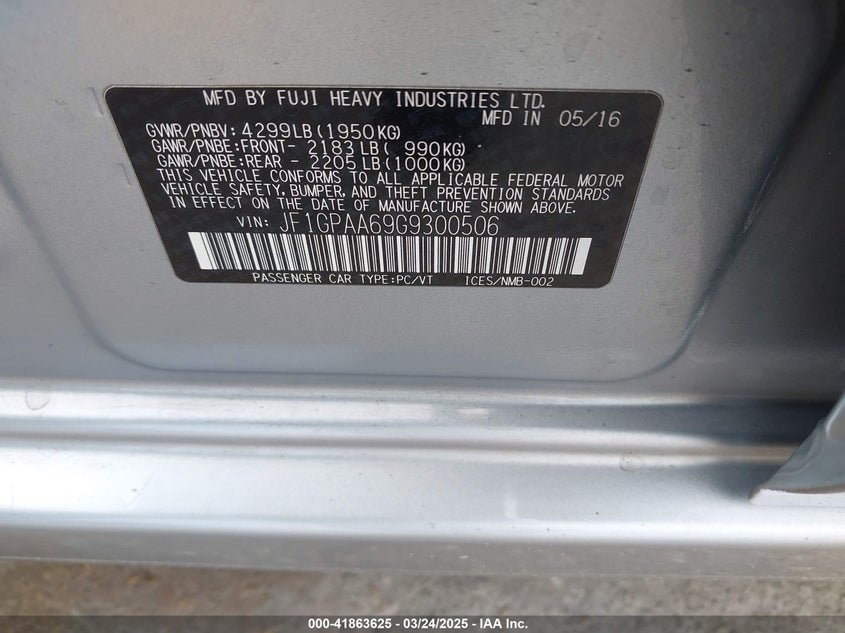 MFD BY FUJI HEAVY INDUSTRIES LTD.
MFD IN 05/16
GVWR/PNBV: 4299LB(1950KG)
GAWR/PNBE:FRONT- 2183LB( 990KG)
GAWR/PNBE:REAR - 2205LB(1000KG)
THIS VEHICLE CONFORMS TO ALL APPLICABLE FEDERAL MOTOR
VEHICLE SAFETY, BUMPER, AND THEFT PREVENTION STANDARDS
IN EFFECT ON THE DATE OF MANUFACTURE SHOWN ABOVE.
VIN: JF1GPAA69G9300506
PASSENGER CAR TYPE:PC/VT ICES/NMB-002
000-41863625 - 03/24/2025 - IAA Inc.